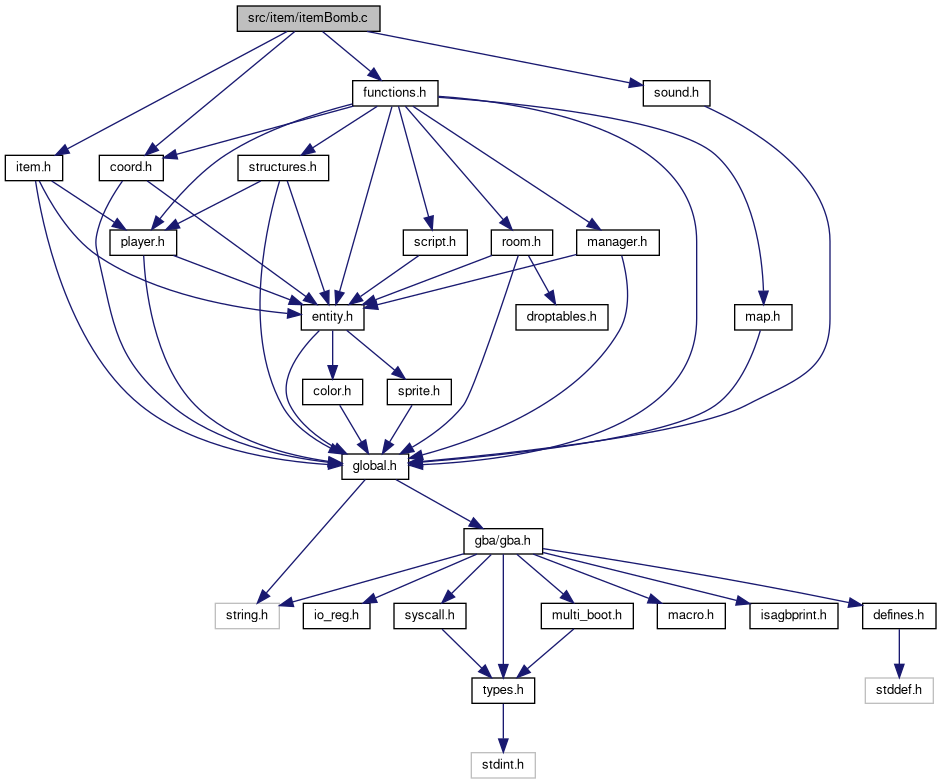 src/item/itemBomb.c
functions.h
sound.h
item.h
coord.h
structures.h
player.h
script.h
room.h
manager.h
entity.h
droptables.h
map.h
color.h
sprite.h
global.h
gba/gba.h
string.h
io_reg.h
syscall.h
multi_boot.h
macro.h
isagbprint.h
defines.h
types.h
stddef.h
stdint.h